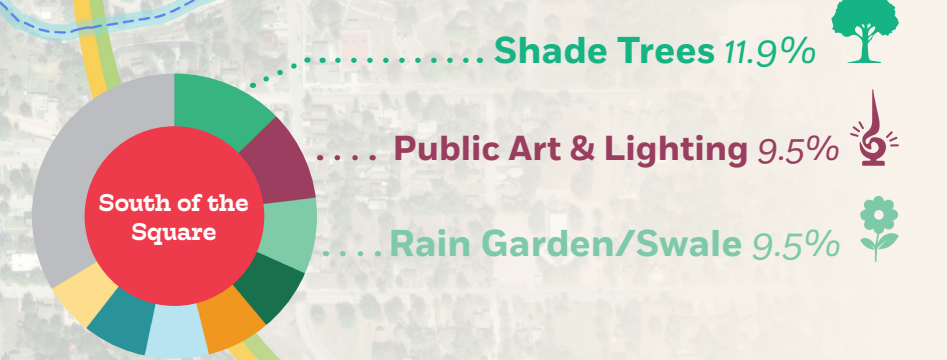 Shade Trees 11.9%
Public Art & Lighting 9.5%
South of the
Square
Rain Garden/Swale 9.5%